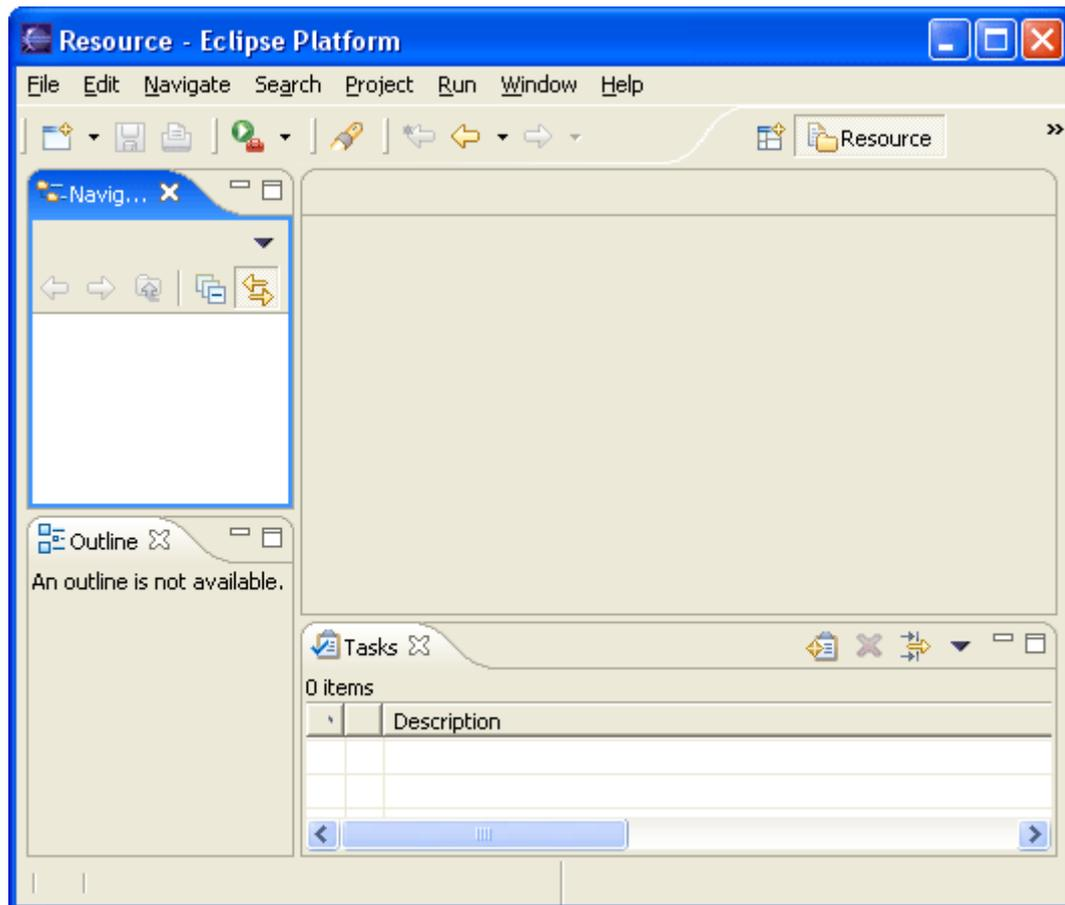 Resource - Eclipse Platform
File Edit Navigate Search Project Run Window Help
Resource »
Navig...
Outline
An outline is not available.
Tasks
0 items
Description